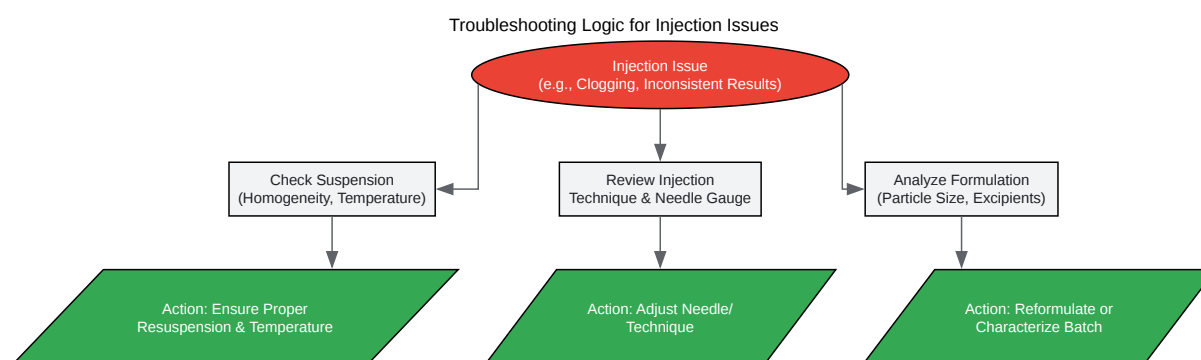 Troubleshooting Logic for Injection Issues
Injection Issue
(e.g., Clogging, Inconsistent Results)
Check Suspension
(Homogeneity, Temperature)
Review Injection
Technique & Needle Gauge
Analyze Formulation
(Particle Size, Excipients)
Action: Ensure Proper
Resuspension & Temperature
Action: Adjust Needle/
Technique
Action: Reformulate or
Characterize Batch